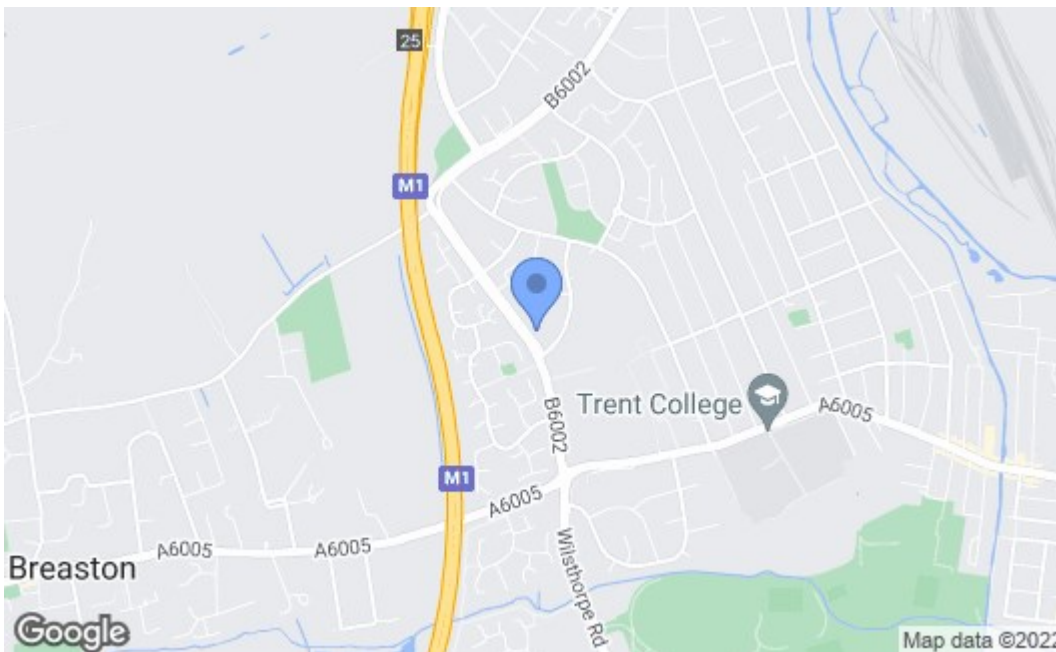 25
B6002
M1
Trent College
A6005
B6002
M1
A6005
Wilsthorpe Rd
A6005
A6005
Breaston
Google
Map data ©2022